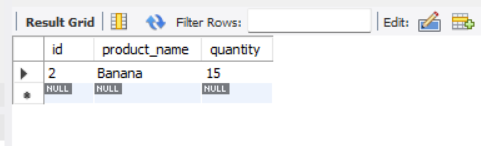 Result Grid Filter Rows: Edit:
id product_name quantity
2 Banana 15
NULL NULL NULL